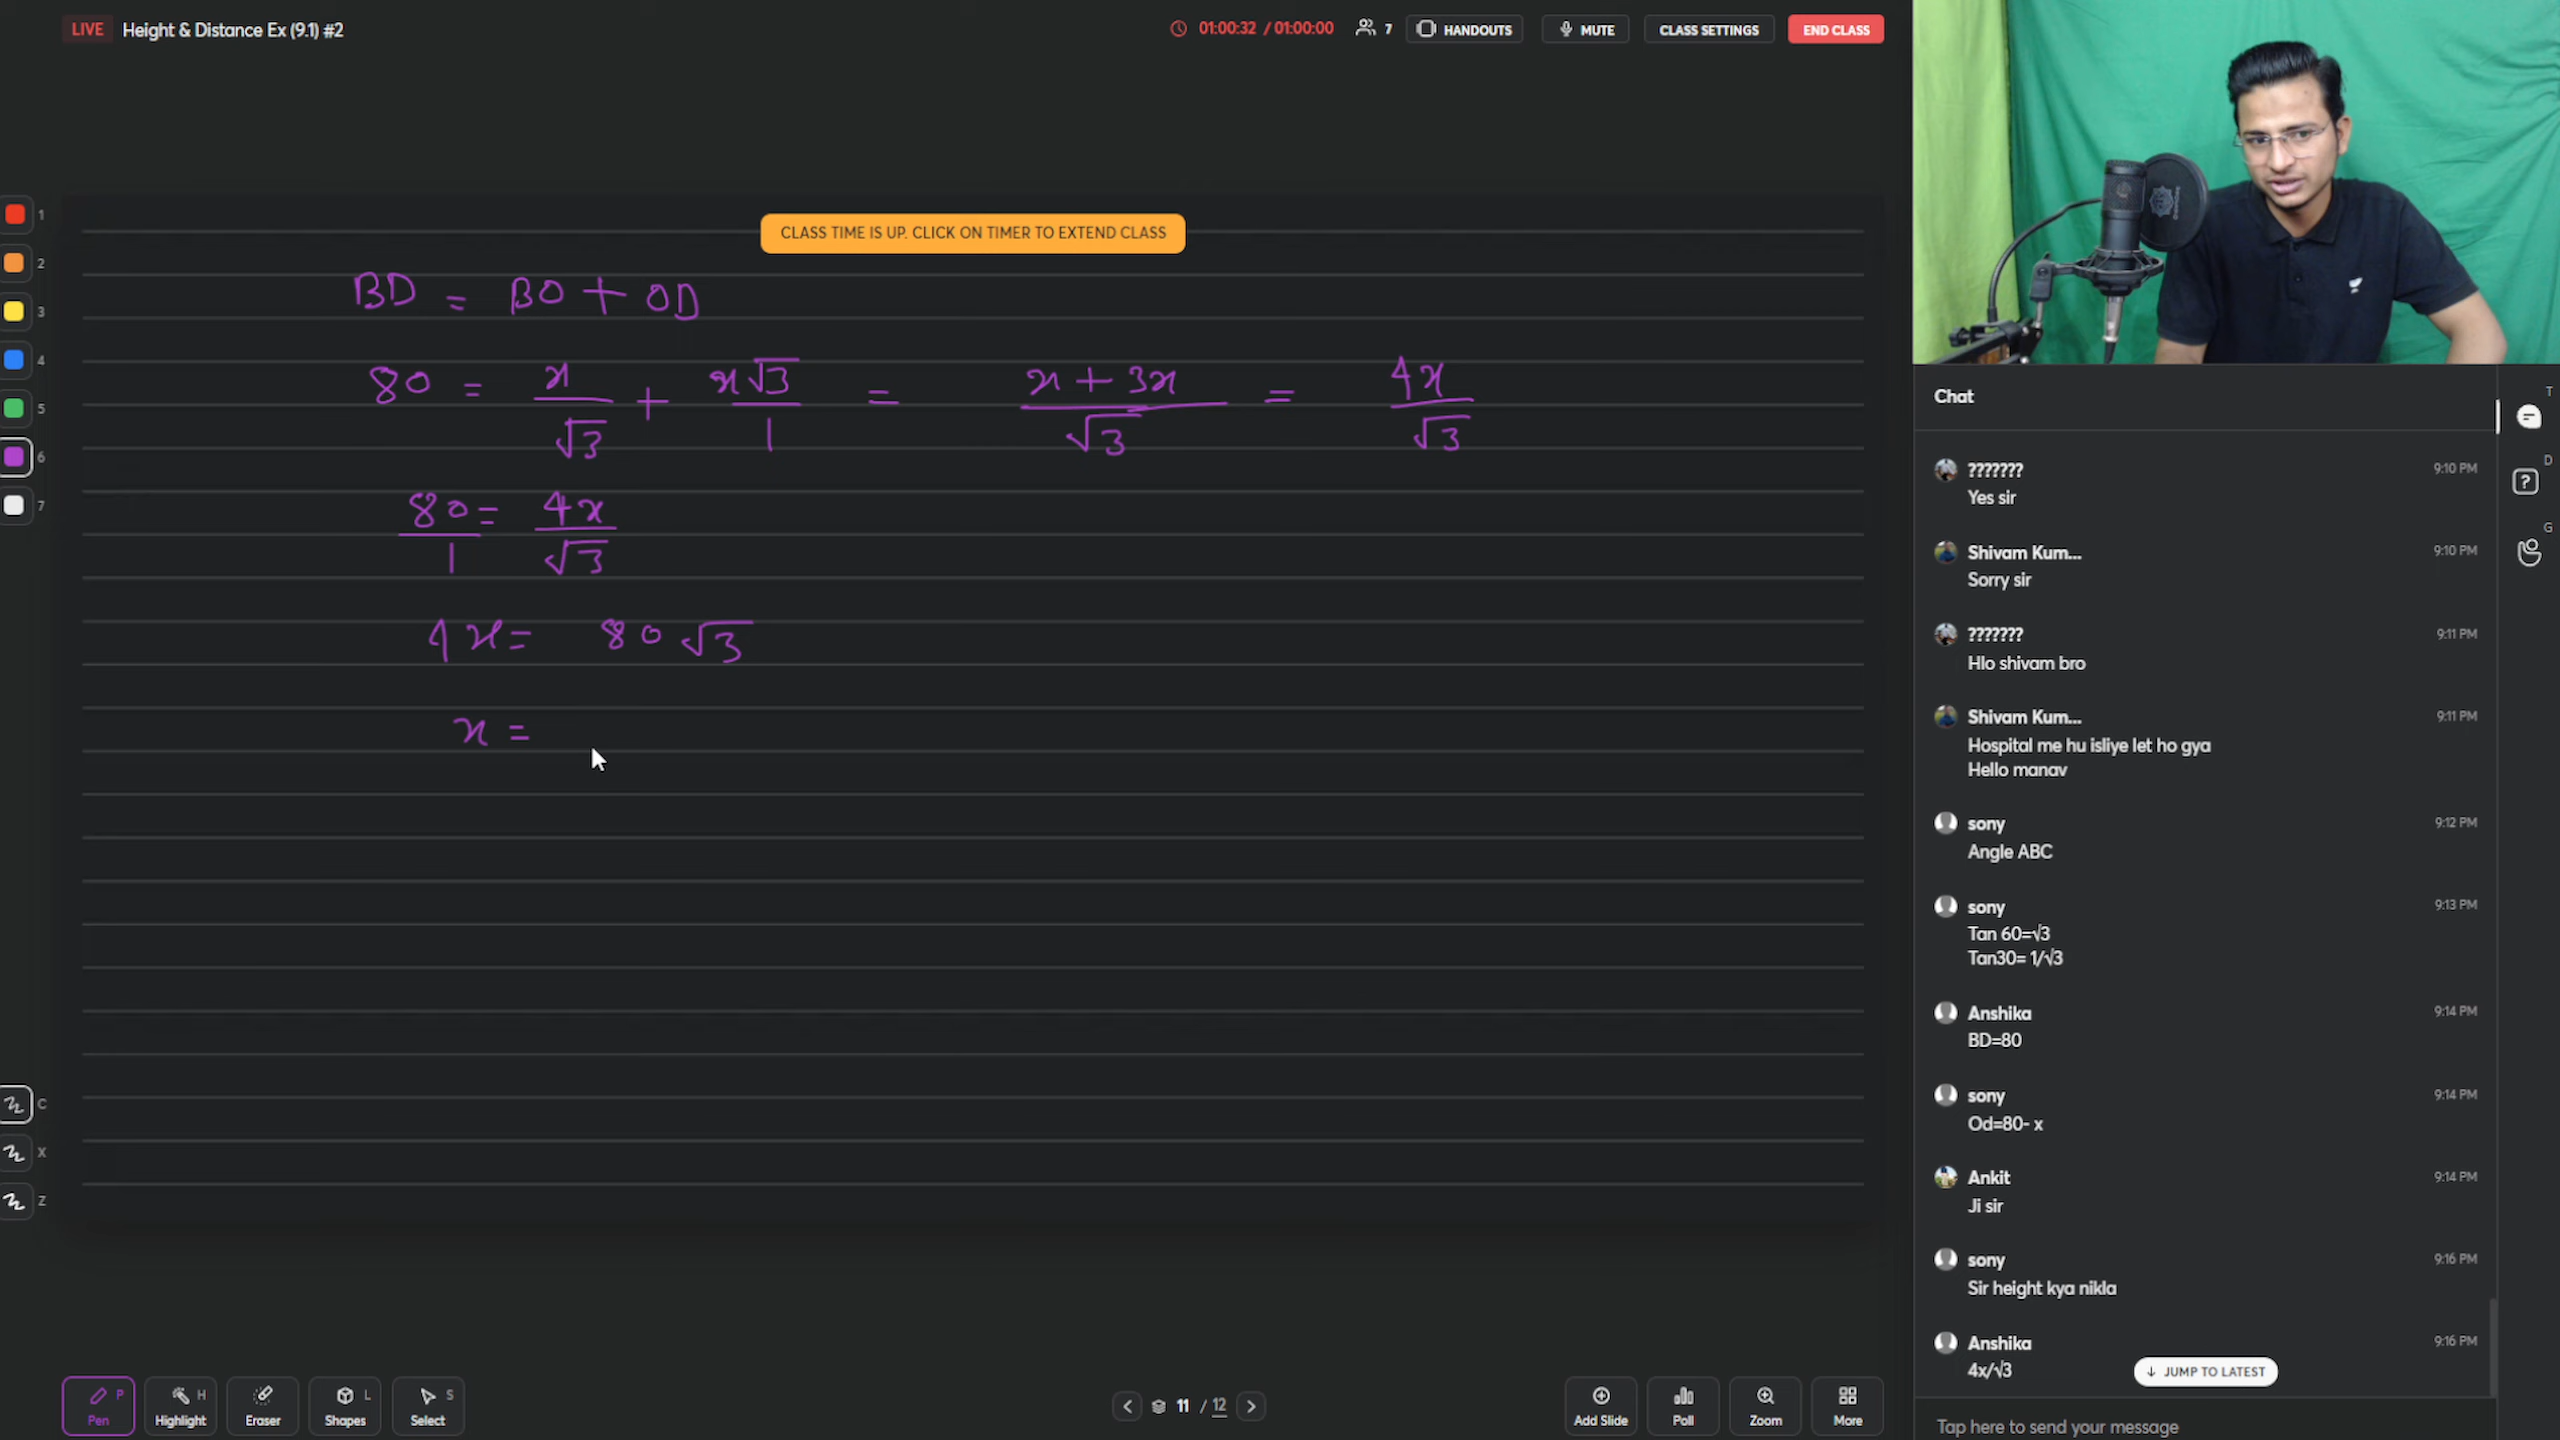 LIVE Height & Distance Ex (9.1) #2
01:00:32 / 01:00:00 7 HANDOUTS MUTE CLASS SETTINGS END CLASS
CLASS TIME IS UP. CLICK ON TIMER TO EXTEND CLASS
1
2
3
4
5
6
7
C
X
Z
BD = BO + OD
80 = x/√3 + x√3/1 = x + 3x/√3 = 4x/√3
80/1 = 4x/√3
4x = 80√3
x =
P Pen
H Highlight
Eraser
L Shapes
S Select
11 / 12
Add Slide
Poll
Zoom
More
Chat
T
D
G
??????? 9:10 PM
Yes sir
Shivam Kum... 9:10 PM
Sorry sir
??????? 9:11 PM
Hlo shivam bro
Shivam Kum... 9:11 PM
Hospital me hu isliye let ho gya
Hello manav
sony 9:12 PM
Angle ABC
sony 9:13 PM
Tan 60=√3
Tan30= 1/√3
Anshika 9:14 PM
BD=80
sony 9:14 PM
Od=80- x
Ankit 9:14 PM
Ji sir
sony 9:16 PM
Sir height kya nikla
Anshika 9:16 PM
4x/√3
JUMP TO LATEST
Tap here to send your message